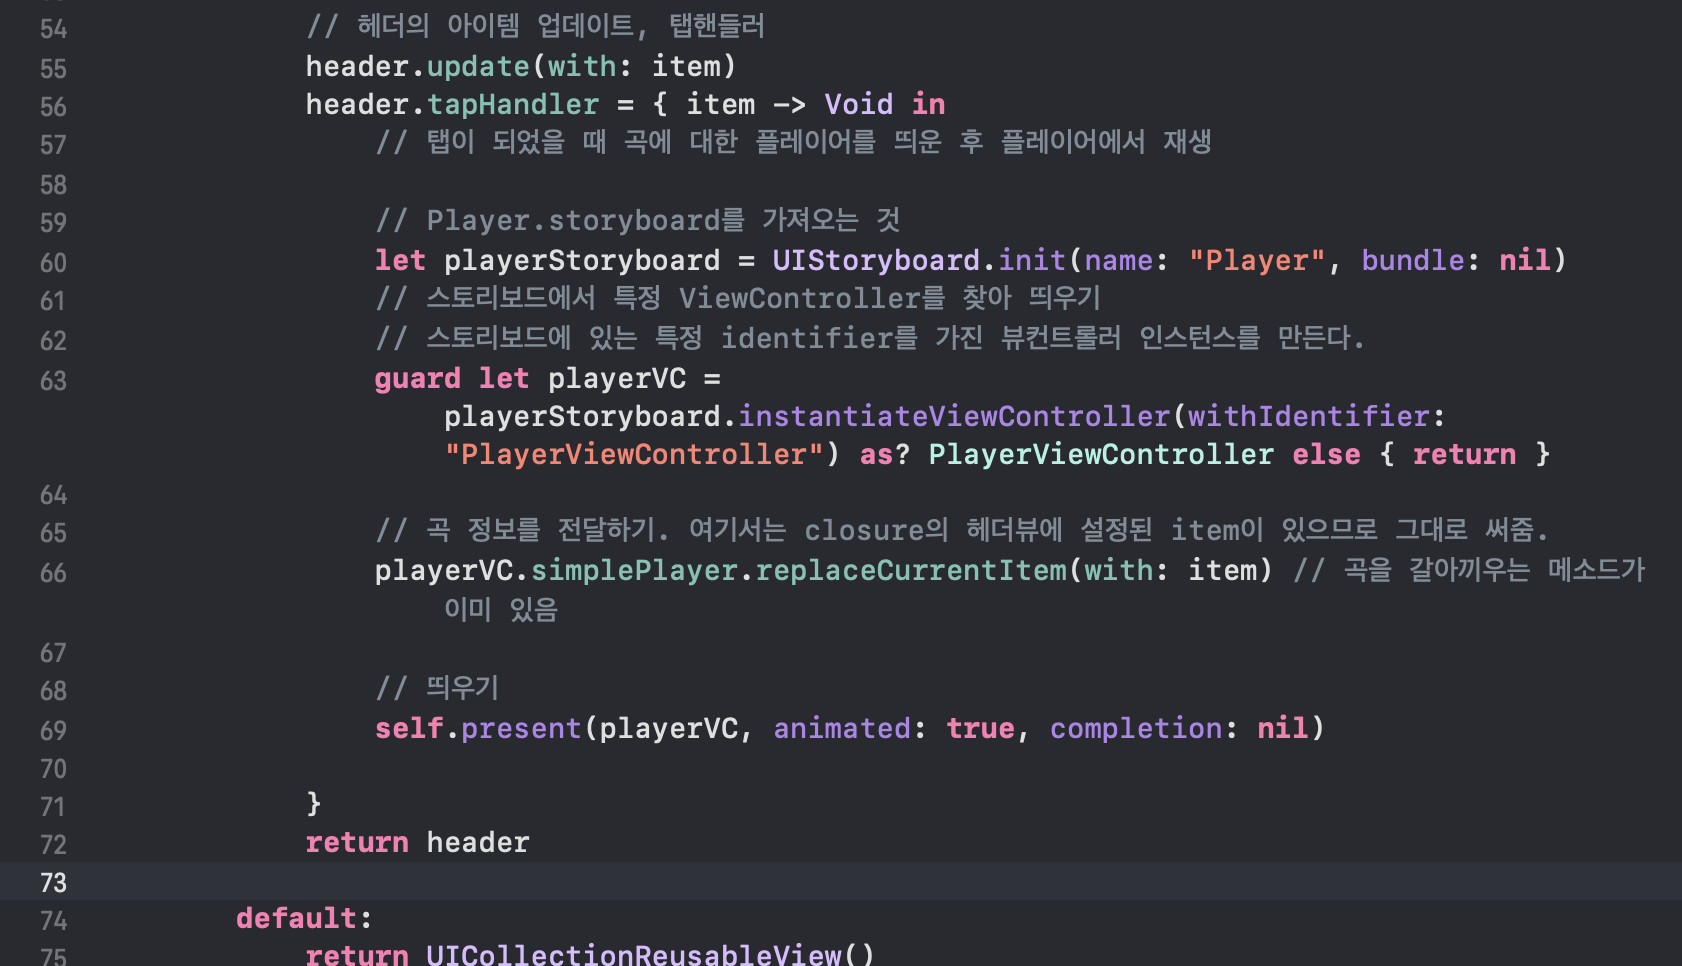 54 // 헤더의 아이템 업데이트, 탭핸들러
55 header.update(with: item)
56 header.tapHandler = { item -> Void in
57 // 탭이 되었을 때 곡에 대한 플레이어를 띄운 후 플레이어에서 재생
58
59 // Player.storyboard를 가져오는 것
60 let playerStoryboard = UIStoryboard.init(name: "Player", bundle: nil)
61 // 스토리보드에서 특정 ViewController를 찾아 띄우기
62 // 스토리보드에 있는 특정 identifier를 가진 뷰컨트롤러 인스턴스를 만든다.
63 guard let playerVC =
playerStoryboard.instantiateViewController(withIdentifier:
"PlayerViewController") as? PlayerViewController else { return }
64
65 // 곡 정보를 전달하기. 여기서는 closure의 헤더뷰에 설정된 item이 있으므로 그대로 써줌.
66 playerVC.simplePlayer.replaceCurrentItem(with: item) // 곡을 갈아끼우는 메소드가
이미 있음
67
68 // 띄우기
69 self.present(playerVC, animated: true, completion: nil)
70
71 }
72 return header
73
74 default:
75 return UICollectionReusableView()